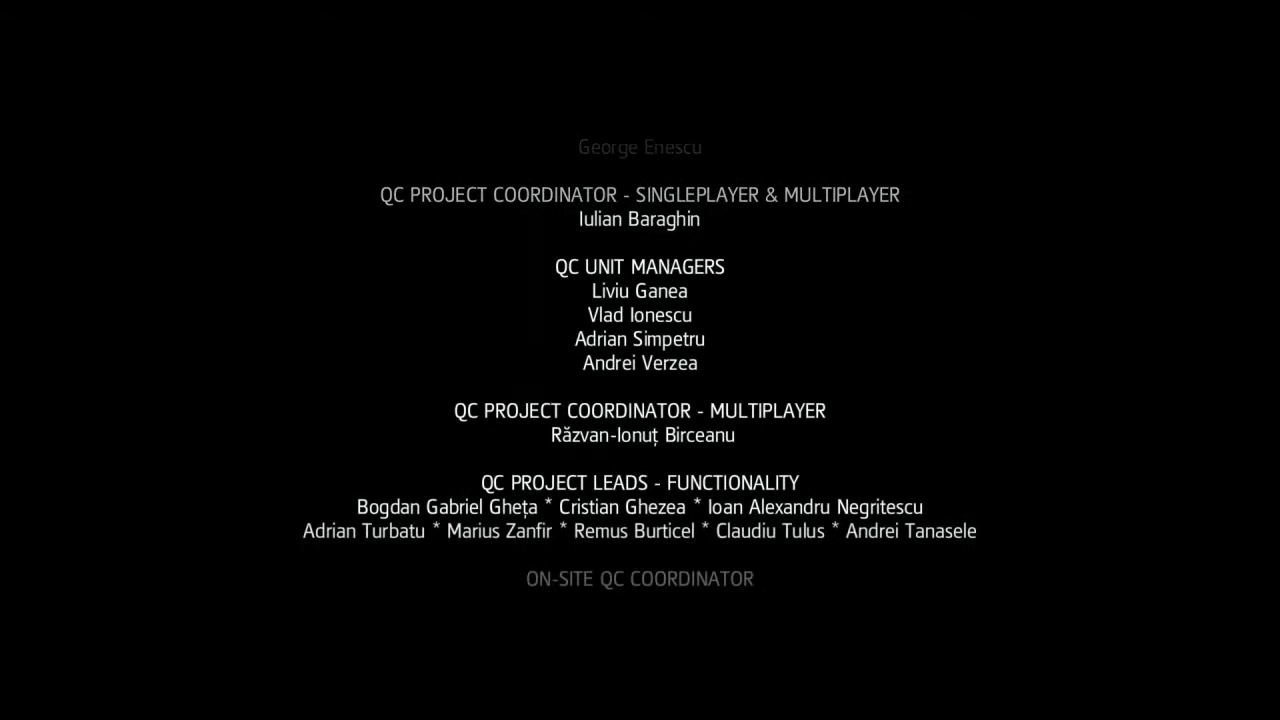 George Enescu
QC PROJECT COORDINATOR - SINGLEPLAYER & MULTIPLAYER
Iulian Baraghin
QC UNIT MANAGERS
Liviu Ganea
Vlad Ionescu
Adrian Simpetru
Andrei Verzea
QC PROJECT COORDINATOR - MULTIPLAYER
Răzvan-Ionuț Birceanu
QC PROJECT LEADS - FUNCTIONALITY
Bogdan Gabriel Gheța * Cristian Ghezea * Ioan Alexandru Negritescu
Adrian Turbatu * Marius Zanfir * Remus Burticel * Claudiu Tulus * Andrei Tanasele
ON-SITE QC COORDINATOR